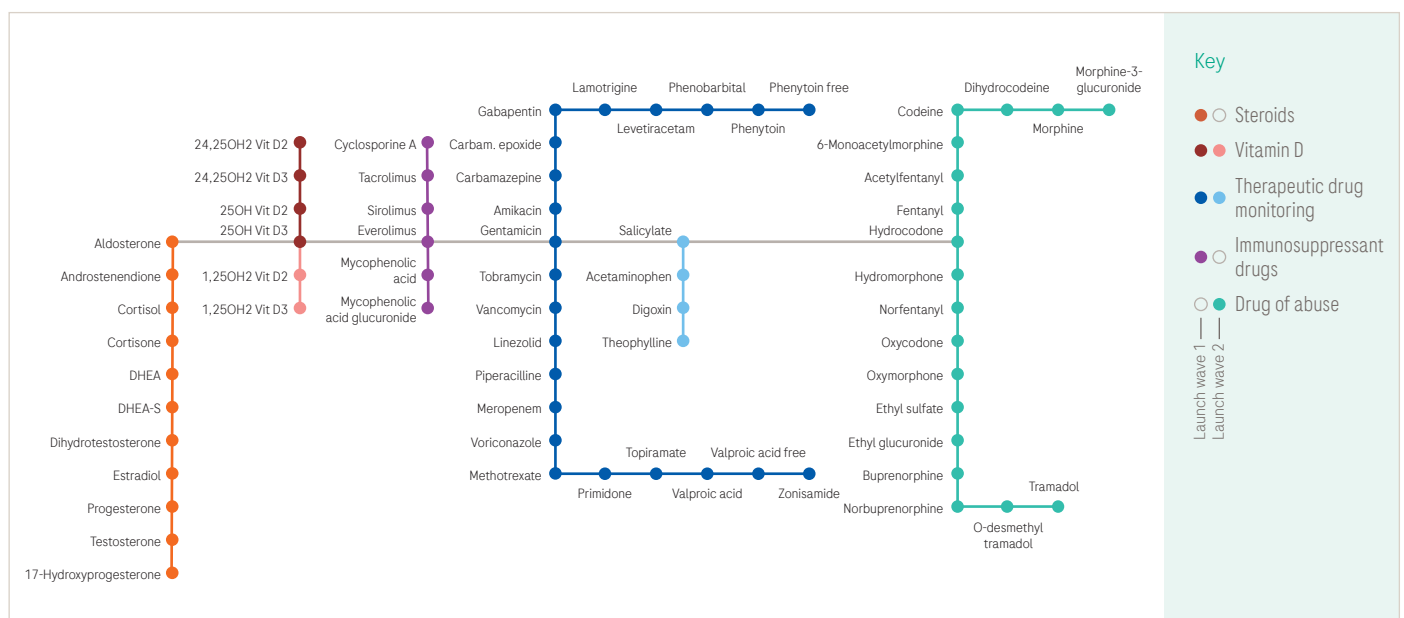 Gabapentin
Lamotrigine
Levetiracetam
Phenobarbital
Phenytoin
Phenytoin free
Codeine
Dihydrocodeine
Morphine
Morphine-3-
glucuronide
24,25OH2 Vit D2
24,25OH2 Vit D3
25OH Vit D2
25OH Vit D3
1,25OH2 Vit D2
1,25OH2 Vit D3
Cyclosporine A
Tacrolimus
Sirolimus
Everolimus
Mycophenolic
acid
Mycophenolic
acid glucuronide
Carbam. epoxide
Carbamazepine
Amikacin
Gentamicin
Tobramycin
Vancomycin
Linezolid
Piperacilline
Meropenem
Voriconazole
Methotrexate
Primidone
Topiramate
Valproic acid
Valproic acid free
Zonisamide
Salicylate
Acetaminophen
Digoxin
Theophylline
6-Monoacetylmorphine
Acetylfentanyl
Fentanyl
Hydrocodone
Hydromorphone
Norfentanyl
Oxycodone
Oxymorphone
Ethyl sulfate
Ethyl glucuronide
Buprenorphine
Norbuprenorphine
O-desmethyl
tramadol
Tramadol
Aldosterone
Androstenendione
Cortisol
Cortisone
DHEA
DHEA-S
Dihydrotestosterone
Estradiol
Progesterone
Testosterone
17-Hydroxyprogesterone
Key
Steroids
Vitamin D
Therapeutic drug
monitoring
Immunosuppressant
drugs
Drug of abuse
Launch wave 1
Launch wave 2